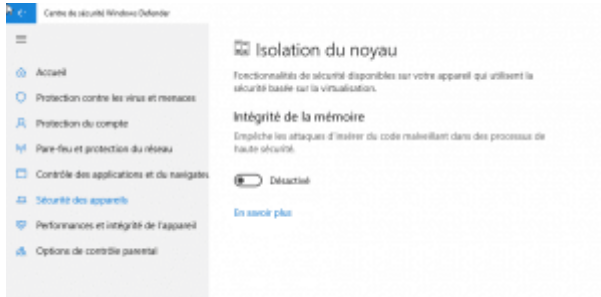 Centre de sécurité Windows Defender
Isolation du noyau
Fonctionnalités de sécurité disponibles sur votre appareil qui utilisent la
sécurité basée sur la virtualisation.
Intégrité de la mémoire
Empêche les attaques d'insérer du code malveillant dans des processus de
haute sécurité.
Désactivé
En savoir plus
Accueil
Protection contre les virus et menaces
Protection du compte
Pare-feu et protection du réseau
Contrôle des applications et du navigateu
Sécurité des appareils
Performances et intégrité de l'appareil
Options de contrôle parental